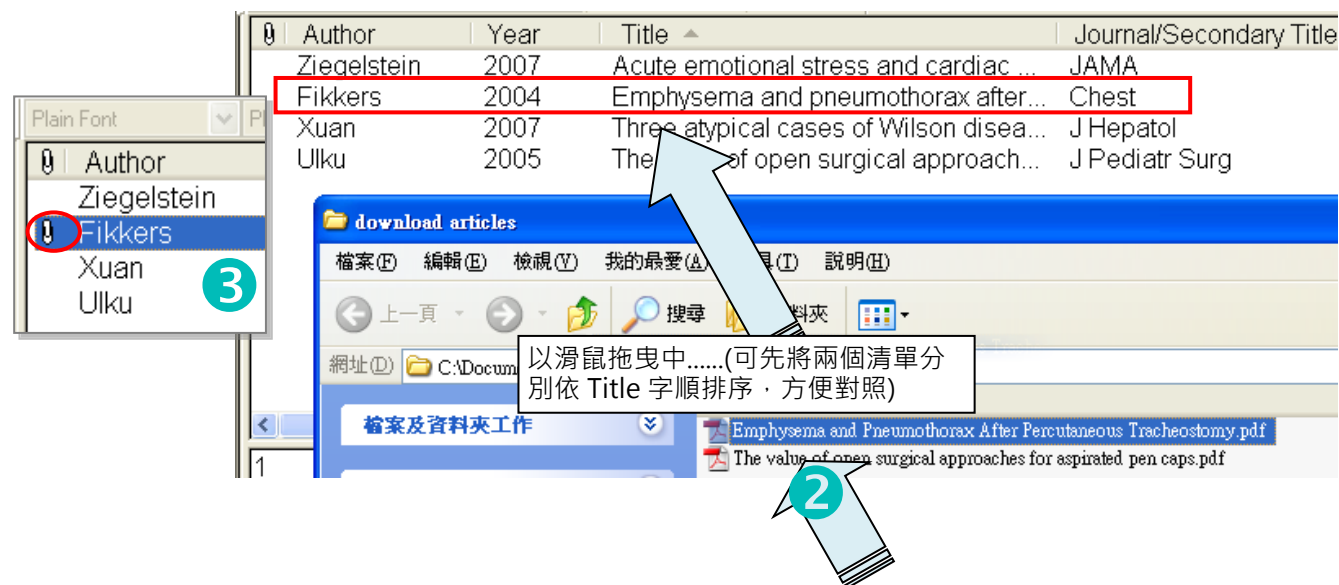 Author Year Title Journal/Secondary Title
Ziegelstein 2007 Acute emotional stress and cardiac ... JAMA
Fikkers 2004 Emphysema and pneumothorax after... Chest
Xuan 2007 Three atypical cases of Wilson disea... J Hepatol
Ulku 2005 The of open surgical approach... J Pediatr Surg
Plain Font
Author
Ziegelstein
Fikkers
Xuan
Ulku
3
download articles
檔案(F) 編輯(E) 檢視(V) 我的最愛(A) 具(T) 說明(H)
上一頁 搜尋 料夾
網址(D) C:\Docum
以滑鼠拖曳中......(可先將兩個清單分
別依 Title 字順排序，方便對照)
檔案及資料夾工作
Emphysema and Pneumothorax After Percutaneous Tracheostomy.pdf
The value of open surgical approaches for aspirated pen caps.pdf
1
2